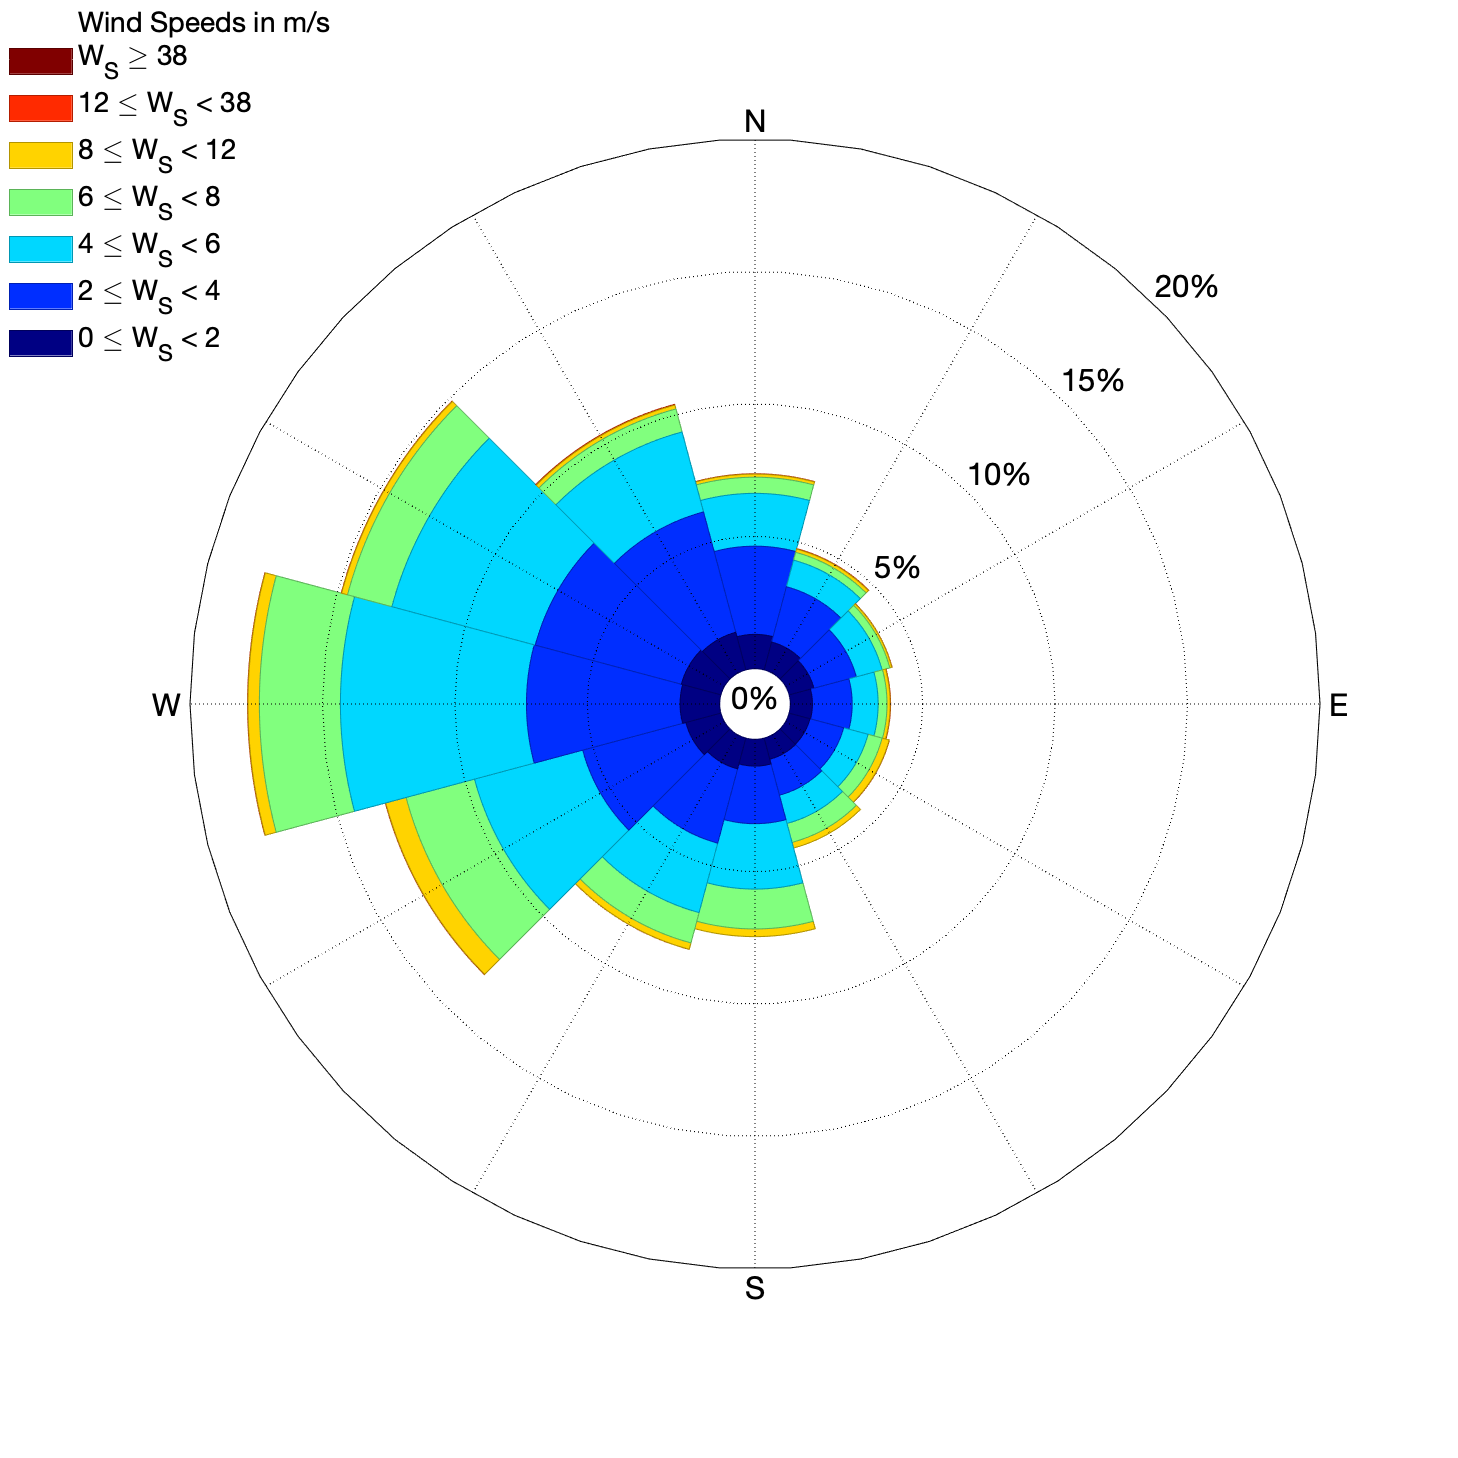 Wind Speeds in m/s
W_S ≥ 38
12 ≤ W_S < 38
8 ≤ W_S < 12
6 ≤ W_S < 8
4 ≤ W_S < 6
2 ≤ W_S < 4
0 ≤ W_S < 2
N
20%
15%
10%
5%
0%
W
E
S